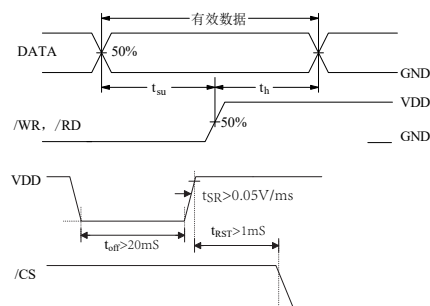 有效数据
DATA
50%
GND
tsu
th
VDD
/WR, /RD
50%
GND
VDD
tSR>0.05V/ms
toff>20mS
tRST>1mS
/CS